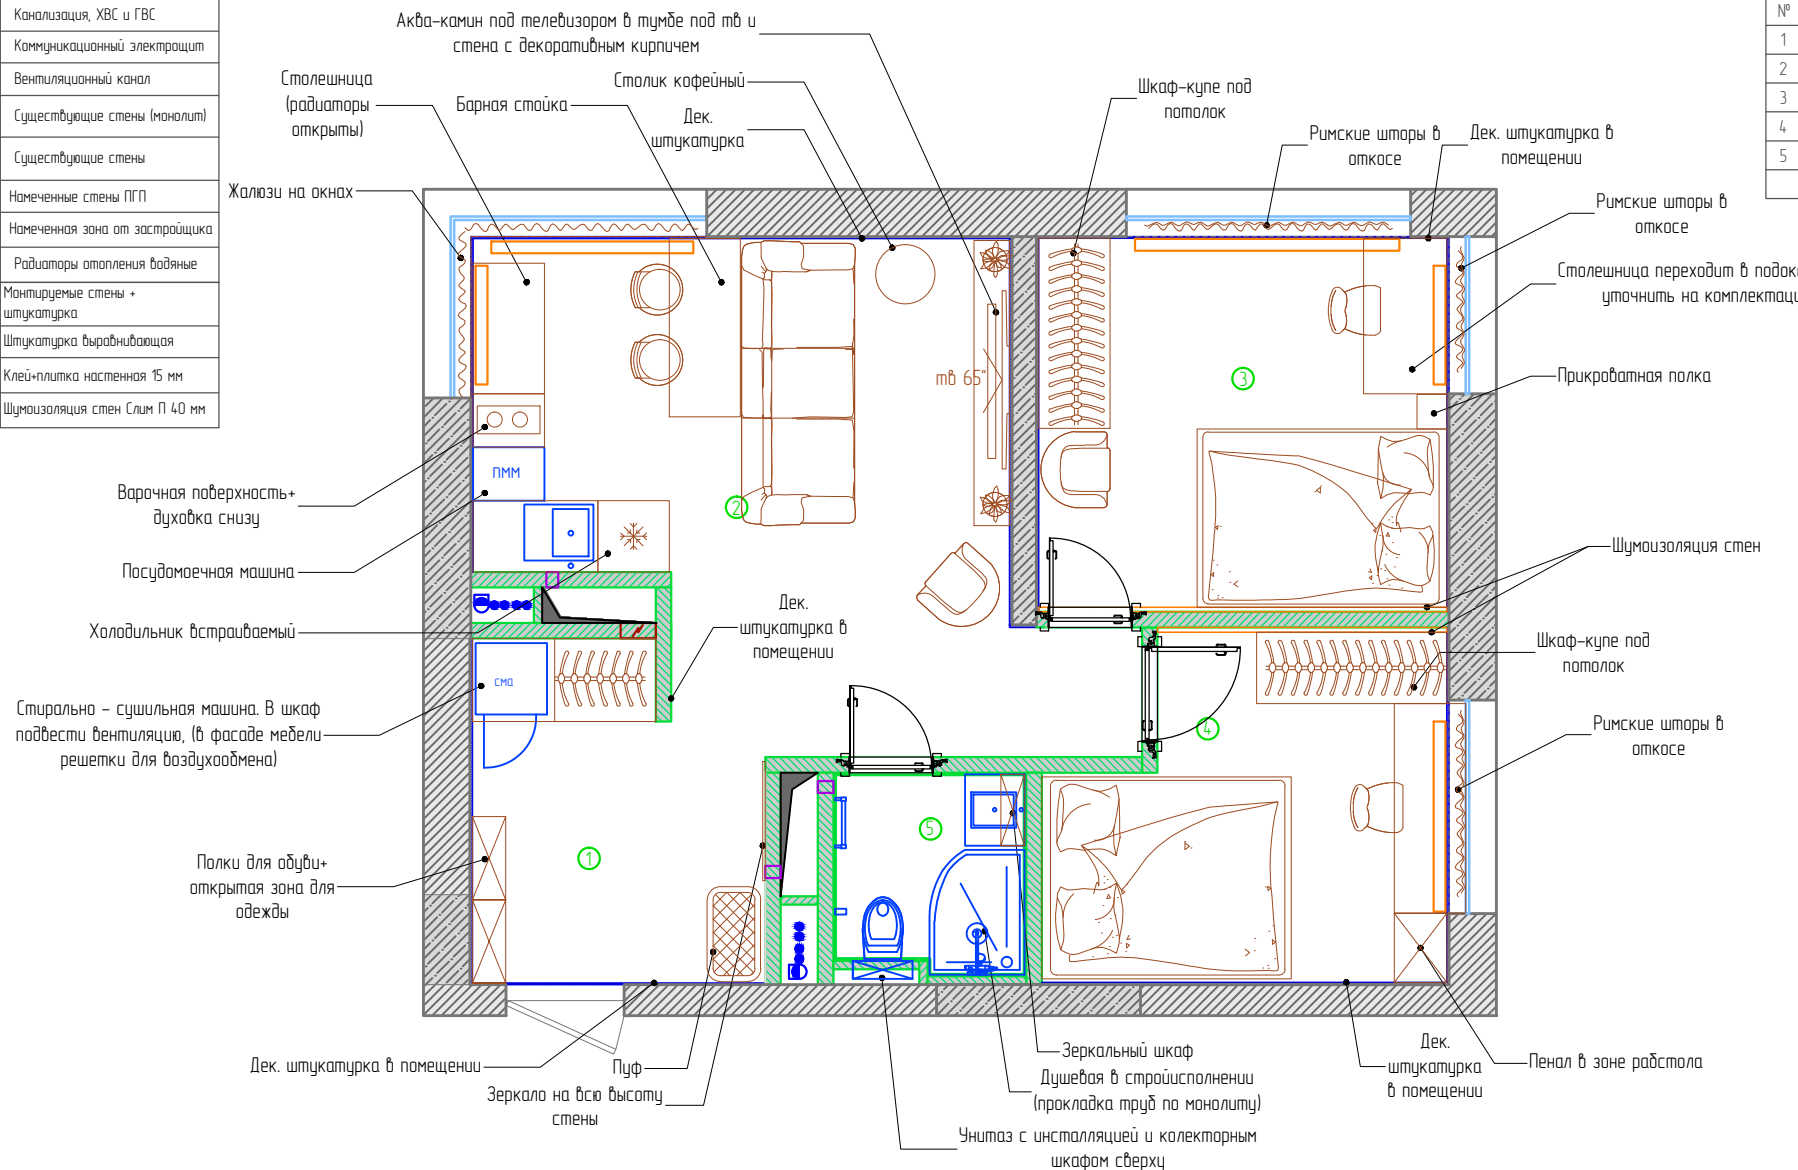 Канализация, ХВС и ГВС
Коммуникационный электрощит
Вентиляционный канал
Существующие стены (монолит)
Существующие стены
Намеченные стены ПГП
Намеченная зона от застройщика
Радиаторы отопления водяные
Монтируемые стены +
штукатурка
Штукатурка выравнивающая
Клей+плитка настенная 15 мм
Шумоизоляция стен Слим П 40 мм
№
1
2
3
4
5
Аква-камин под телевизором в тумбе под тв и
стена с декоративным кирпичем
Столешница
(радиаторы
открыты)
Барная стойка
Столик кофейный
Дек.
штукатурка
Шкаф-купе под
потолок
Римские шторы в
откосе
Дек. штукатурка в
помещении
Жалюзи на окнах
Римские шторы в
откосе
Столешница переходит в
уточнить на
Прикроватная полка
тв 65"
3
ПММ
2
Варочная поверхность+
духовка снизу
Посудомоечная машина
Холодильник встраиваемый
Шумоизоляция стен
Дек.
штукатурка в
помещении
Шкаф-купе под
потолок
сма
Стирально - сушильная машина. В шкаф
подвести вентиляцию, (в фасаде мебели
решетки для воздухообмена)
4
Римские шторы в
откосе
5
1
Полки для обуви+
открытая зона для
одежды
Дек. штукатурка в помещении
Пуф
Зеркало на всю высоту
стены
Зеркальный шкаф
Душевая в стройисполнении
(прокладка труб по монолиту)
Унитаз с инсталляцией и колекторным
шкафом сверху
Дек.
штукатурка
в помещении
Пенал в зоне рабстола